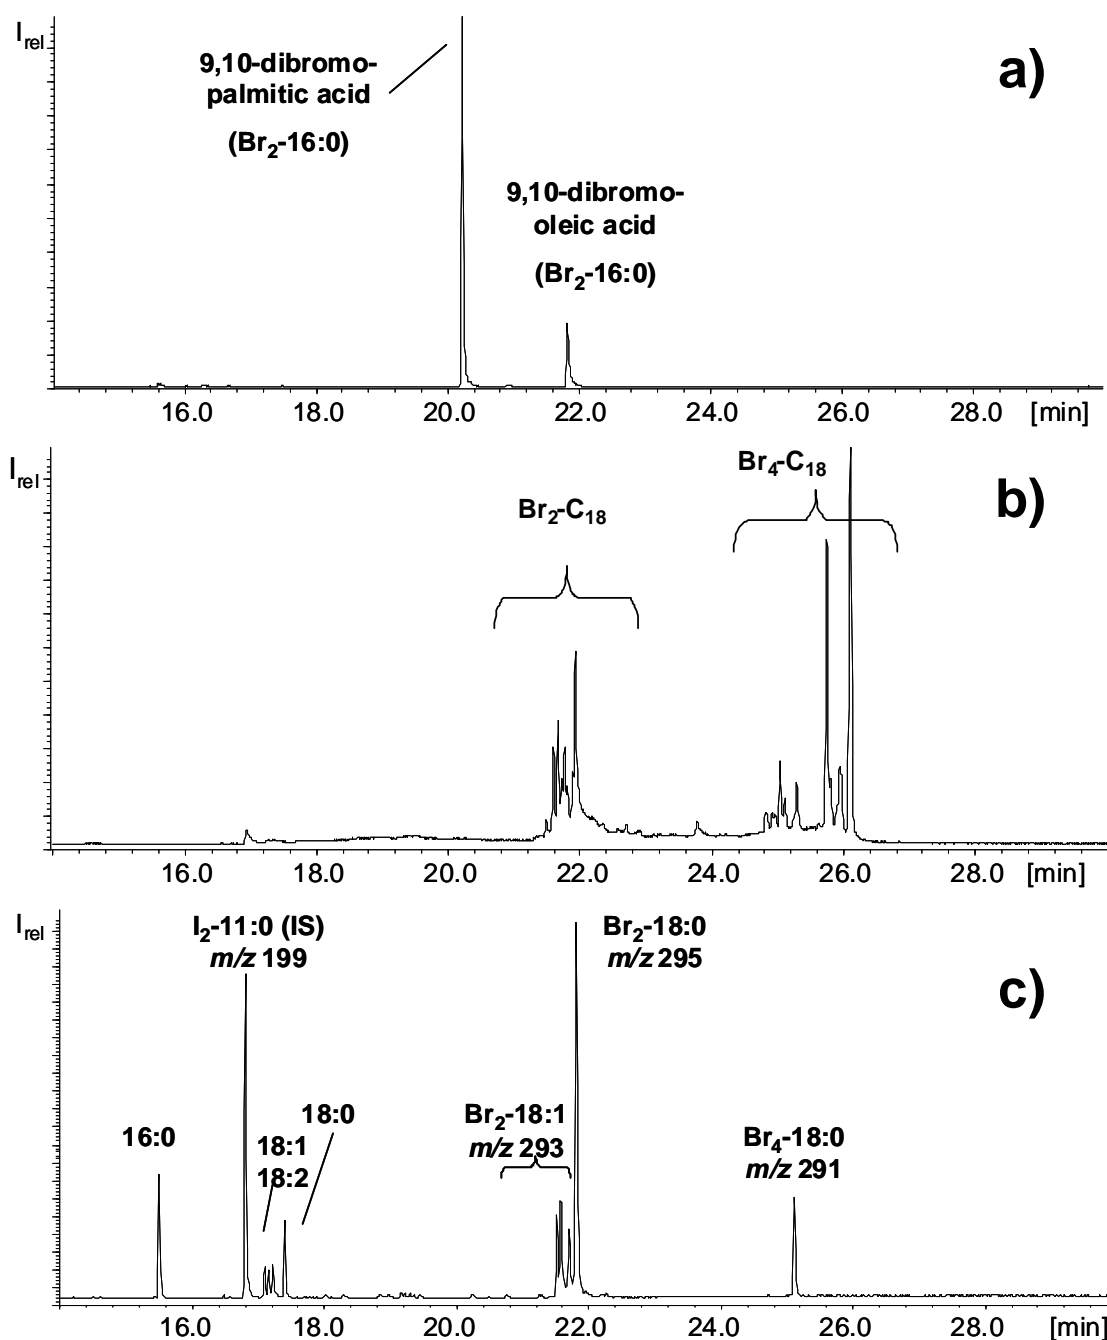 I_rel
a)
9,10-dibromo-
palmitic acid
(Br₂-16:0)
9,10-dibromo-
oleic acid
(Br₂-16:0)
16.0 18.0 20.0 22.0 24.0 26.0 28.0 [min]
I_rel
b)
Br₂-C₁₈
Br₄-C₁₈
16.0 18.0 20.0 22.0 24.0 26.0 28.0 [min]
I_rel
c)
I₂-11:0 (IS)
m/z 199
Br₂-18:0
m/z 295
16:0
18:1
18:2
18:0
Br₂-18:1
m/z 293
Br₄-18:0
m/z 291
16.0 18.0 20.0 22.0 24.0 26.0 28.0 [min]